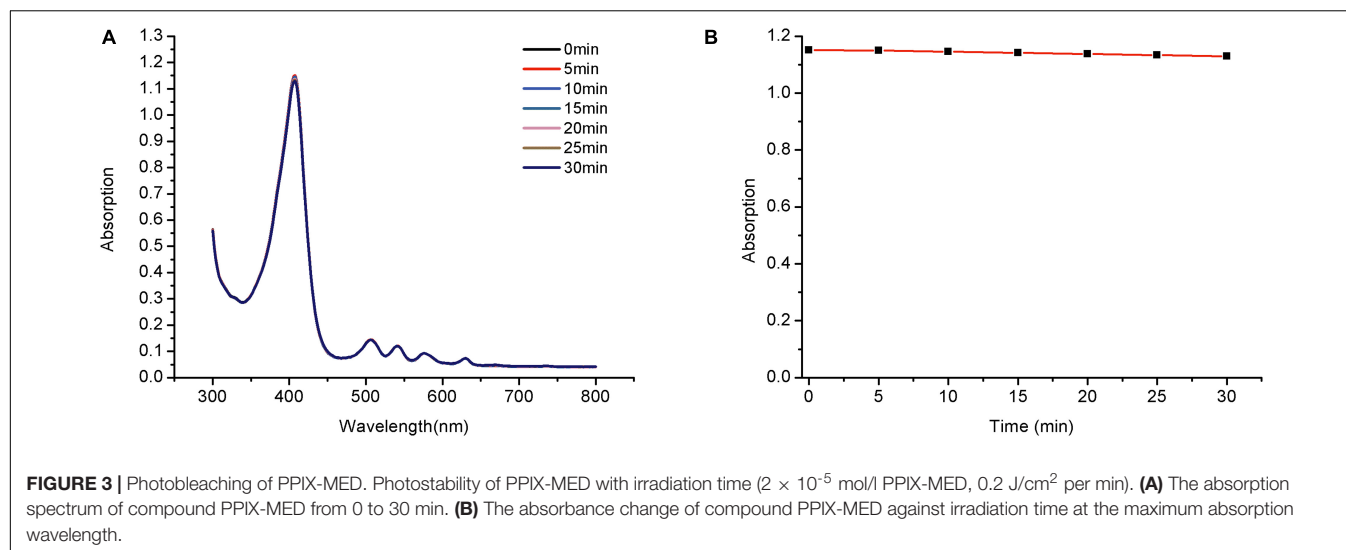 A
1.3
1.2
1.1
1.0
0.9
0.8
0.7
0.6
0.5
0.4
0.3
0.2
0.1
0.0
Absorption
300 400 500 600 700 800
Wavelength(nm)
0min
5min
10min
15min
20min
25min
30min
B
1.2
1.0
0.8
0.6
0.4
0.2
0.0
Absorption
0 5 10 15 20 25 30
Time (min)
FIGURE 3 | Photobleaching of PPIX-MED. Photostability of PPIX-MED with irradiation time (2 × 10⁻⁵ mol/l PPIX-MED, 0.2 J/cm² per min). (A) The absorption
spectrum of compound PPIX-MED from 0 to 30 min. (B) The absorbance change of compound PPIX-MED against irradiation time at the maximum absorption
wavelength.